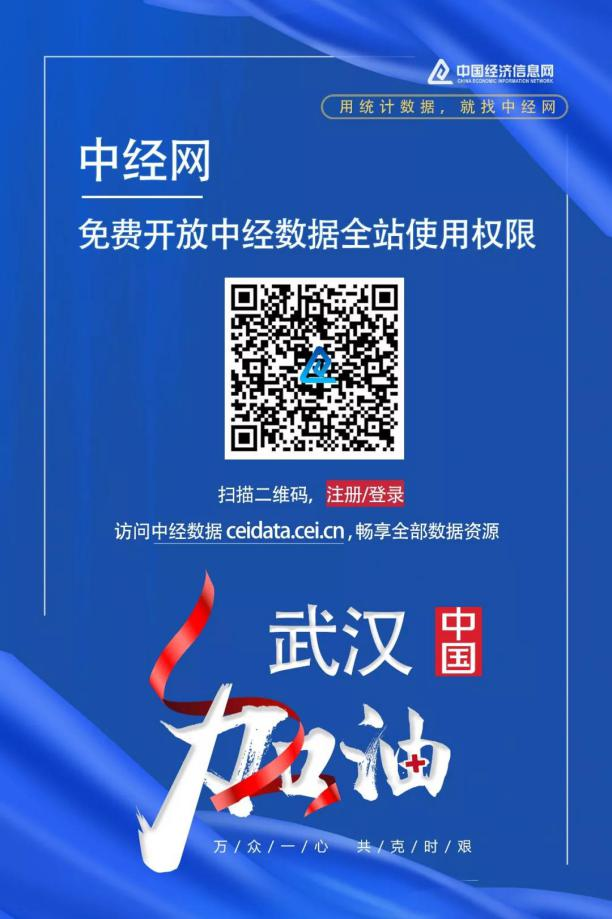 中国经济信息网
CHINA ECONOMIC INFORMATION NETWORK
用统计数据，就找中经网
中经网
免费开放中经数据全站使用权限
扫描二维码，注册/登录
访问中经数据 ceidata.cei.cn , 畅享全部数据资源
武汉 中国
加油
万/众/一/心 共/克/时/艰